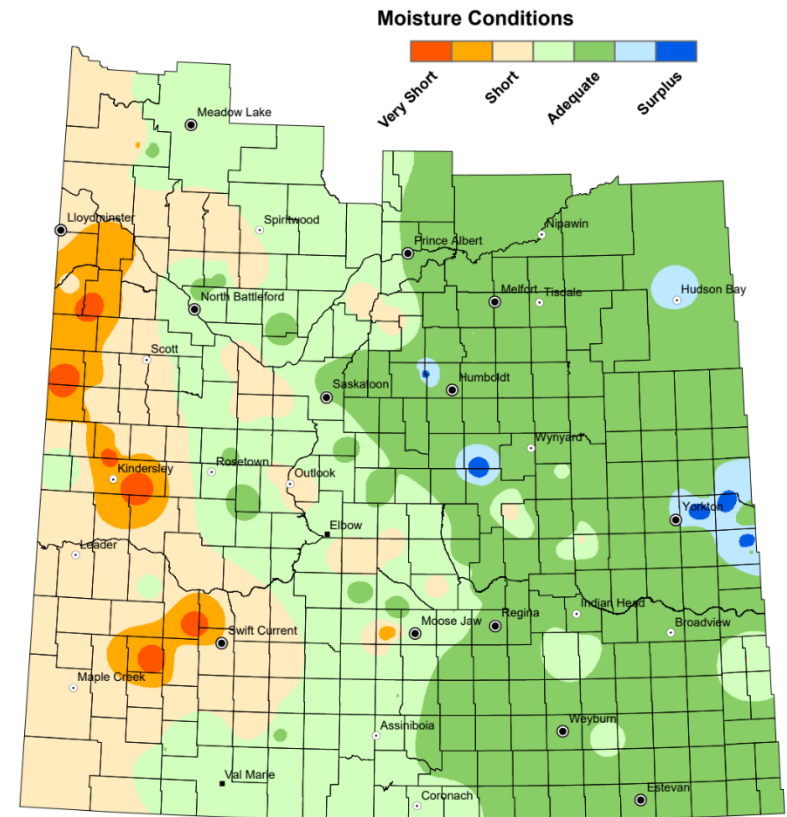 Moisture Conditions
Very Short
Short
Adequate
Surplus
Meadow Lake
Lloydminster
Spiritwood
Nipawin
Prince Albert
Hudson Bay
North Battleford
Melfort
Tisdale
Scott
Saskatoon
Humboldt
Wynyard
Kindersley
Rosetown
Outlook
Yorkton
Elbow
Leader
Indian Head
Swift Current
Moose Jaw
Regina
Broadview
Maple Creek
Assiniboia
Weyburn
Val Marie
Coronach
Estevan